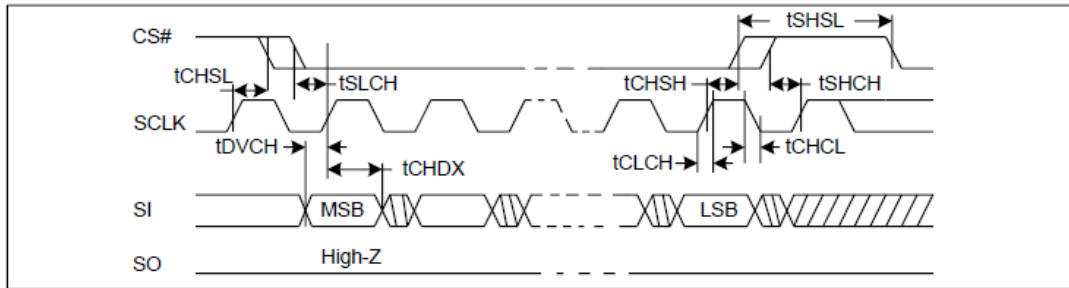 tSHSL
CS#
tCHSL
tSLCH
tCHSH
tSHCH
SCLK
tDVCH
tCHDX
tCLCH
tCHCL
SI
MSB
LSB
High-Z
SO